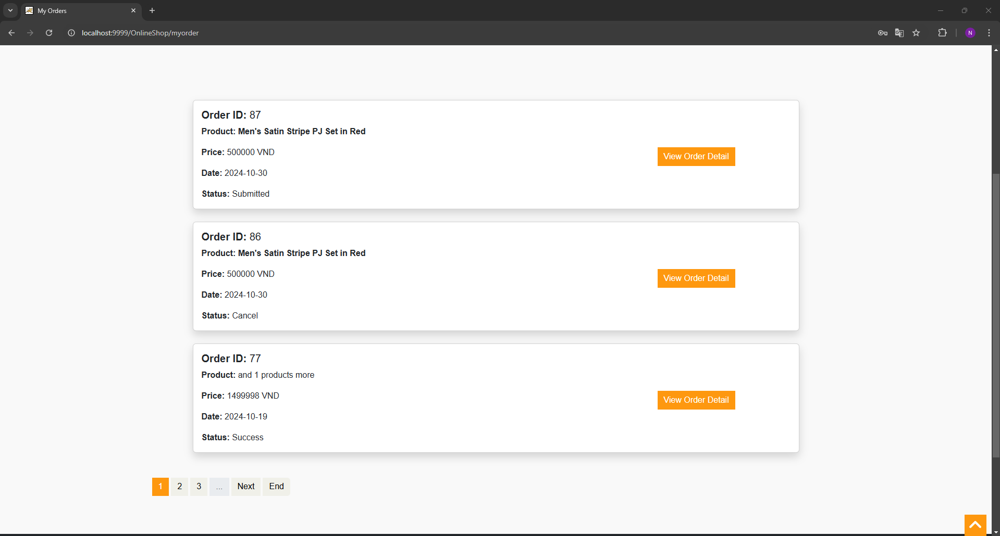 My Orders
localhost:9999/OnlineShop/myorder
N
Order ID: 87
Product: Men's Satin Stripe PJ Set in Red
Price: 500000 VND
View Order Detail
Date: 2024-10-30
Status: Submitted
Order ID: 86
Product: Men's Satin Stripe PJ Set in Red
Price: 500000 VND
View Order Detail
Date: 2024-10-30
Status: Cancel
Order ID: 77
Product: and 1 products more
Price: 1499998 VND
View Order Detail
Date: 2024-10-19
Status: Success
1 2 3 ... Next End